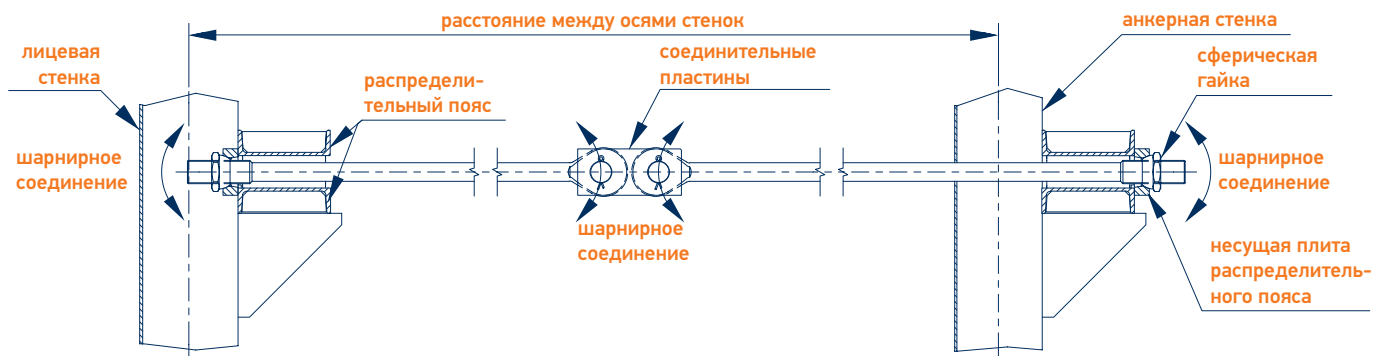 расстояние между осями стенок
анкерная стенка
лицевая
стенка
соединительные
пластины
сферическая
гайка
распредели-
тельный пояс
шарнирное
соединение
шарнирное
соединение
шарнирное
соединение
несущая плита
распределитель-
ного пояса